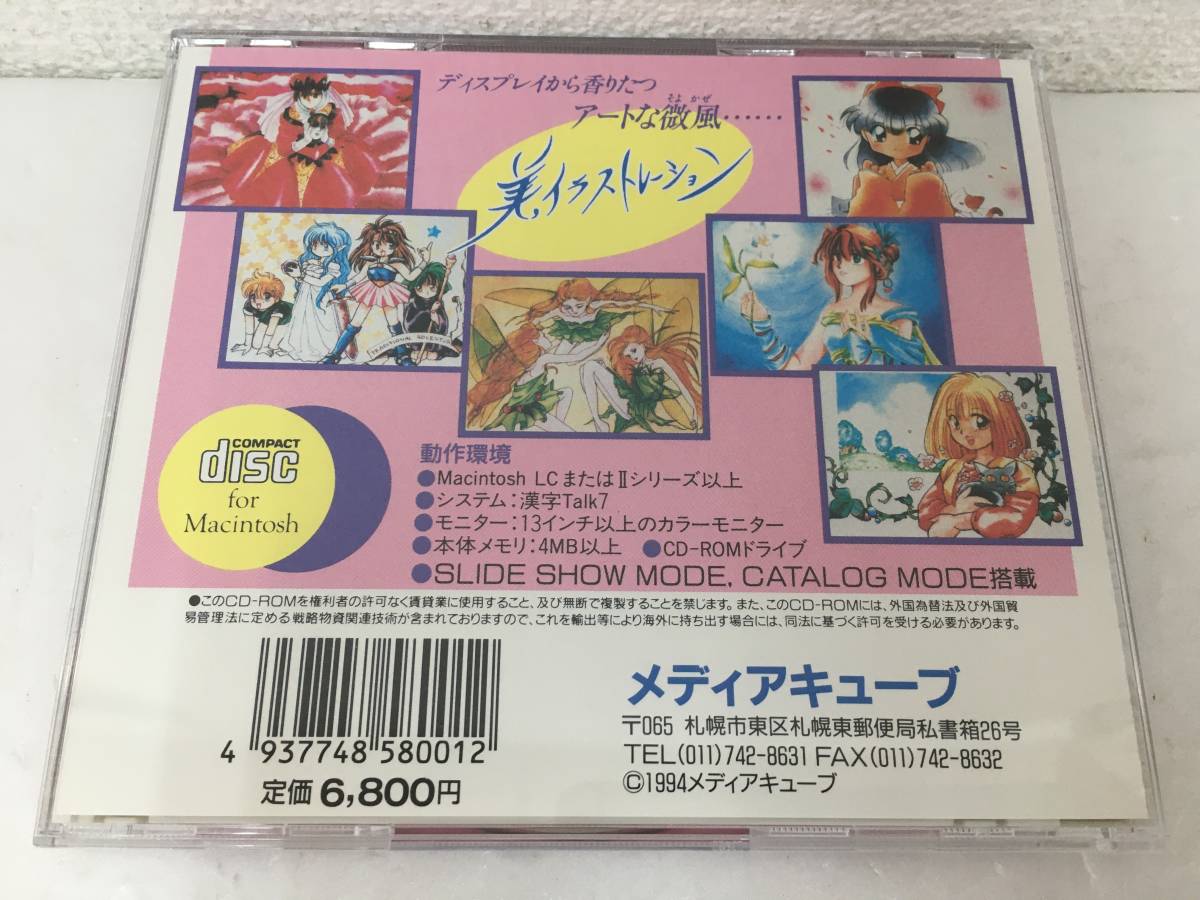 ディスプレイから香りたつ
アートな微風……
そよ かぜ
美イラストレーション
TRADITIONAL ADVENTURE
COMPACT
disc
for
Macintosh
動作環境
●Macintosh LCまたはⅡシリーズ以上
●システム：漢字Talk7
●モニター：13インチ以上のカラーモニター
●本体メモリ：4MB以上 ●CD-ROMドライブ
●SLIDE SHOW MODE, CATALOG MODE搭載
●このCD-ROMを権利者の許可なく賃貸業に使用すること、及び無断で複製することを禁じます。また、このCD-ROMには、外国為替法及び外国貿
易管理法に定める戦略物資関連技術が含まれておりますので、これを輸出等により海外に持ち出す場合には、同法に基づく許可を受ける必要があります。
4 937748 580012
定価 6,800円
メディアキューブ
〒065 札幌市東区札幌東郵便局私書箱26号
TEL(011)742-8631 FAX(011)742-8632
©1994メディアキューブ